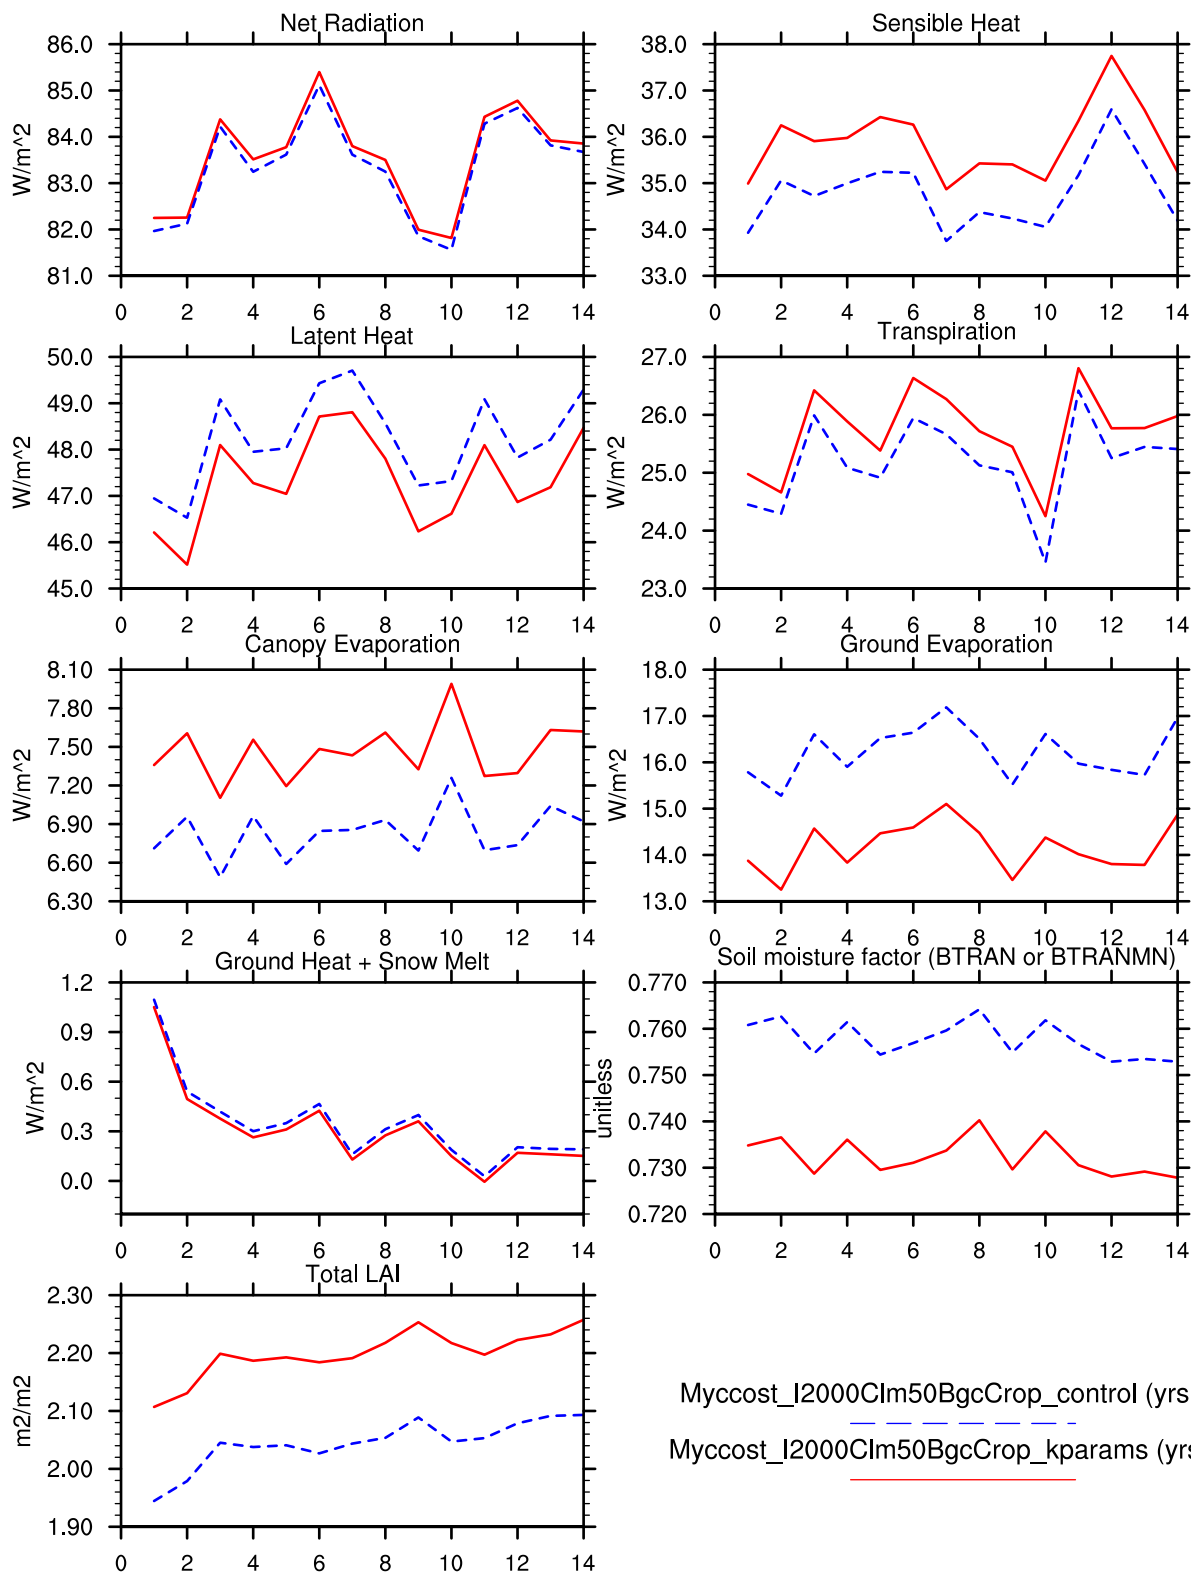 Net Radiation
86.0
85.0
84.0
83.0
82.0
81.0
W/m^2
0 2 4 6 8 10 12 14
Sensible Heat
38.0
37.0
36.0
35.0
34.0
33.0
W/m^2
0 2 4 6 8 10 12 14
Latent Heat
50.0
49.0
48.0
47.0
46.0
45.0
W/m^2
0 2 4 6 8 10 12 14
Transpiration
27.0
26.0
25.0
24.0
23.0
W/m^2
0 2 4 6 8 10 12 14
Canopy Evaporation
8.10
7.80
7.50
7.20
6.90
6.60
6.30
W/m^2
0 2 4 6 8 10 12 14
Ground Evaporation
18.0
17.0
16.0
15.0
14.0
13.0
W/m^2
0 2 4 6 8 10 12 14
Ground Heat + Snow Melt
1.2
0.9
0.6
0.3
0.0
W/m^2
0 2 4 6 8 10 12 14
Soil moisture factor (BTRAN or BTRANMN)
0.770
0.760
0.750
0.740
0.730
0.720
unitless
0 2 4 6 8 10 12 14
Total LAI
2.30
2.20
2.10
2.00
1.90
m2/m2
0 2 4 6 8 10 12 14
Myccost_I2000Clm50BgcCrop_control (yrs
Myccost_I2000Clm50BgcCrop_kparams (yrs